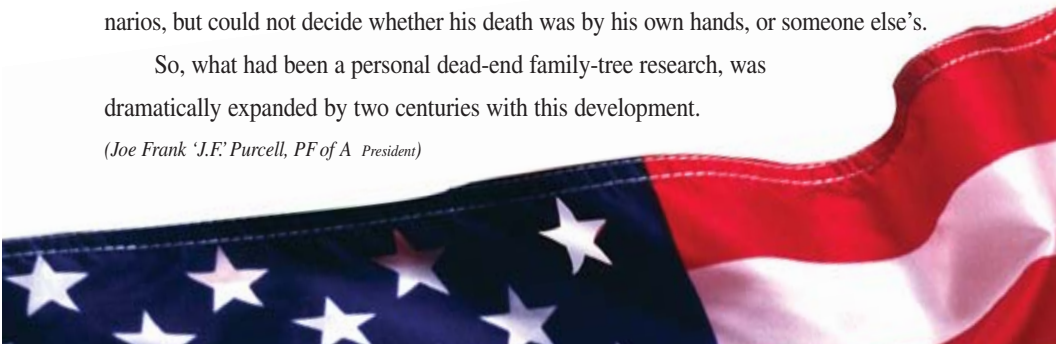 narios, but could not decide whether his death was by his own hands, or someone else's.
So, what had been a personal dead-end family-tree research, was
dramatically expanded by two centuries with this development.
(Joe Frank ‘J.F.’ Purcell, PF of A President)